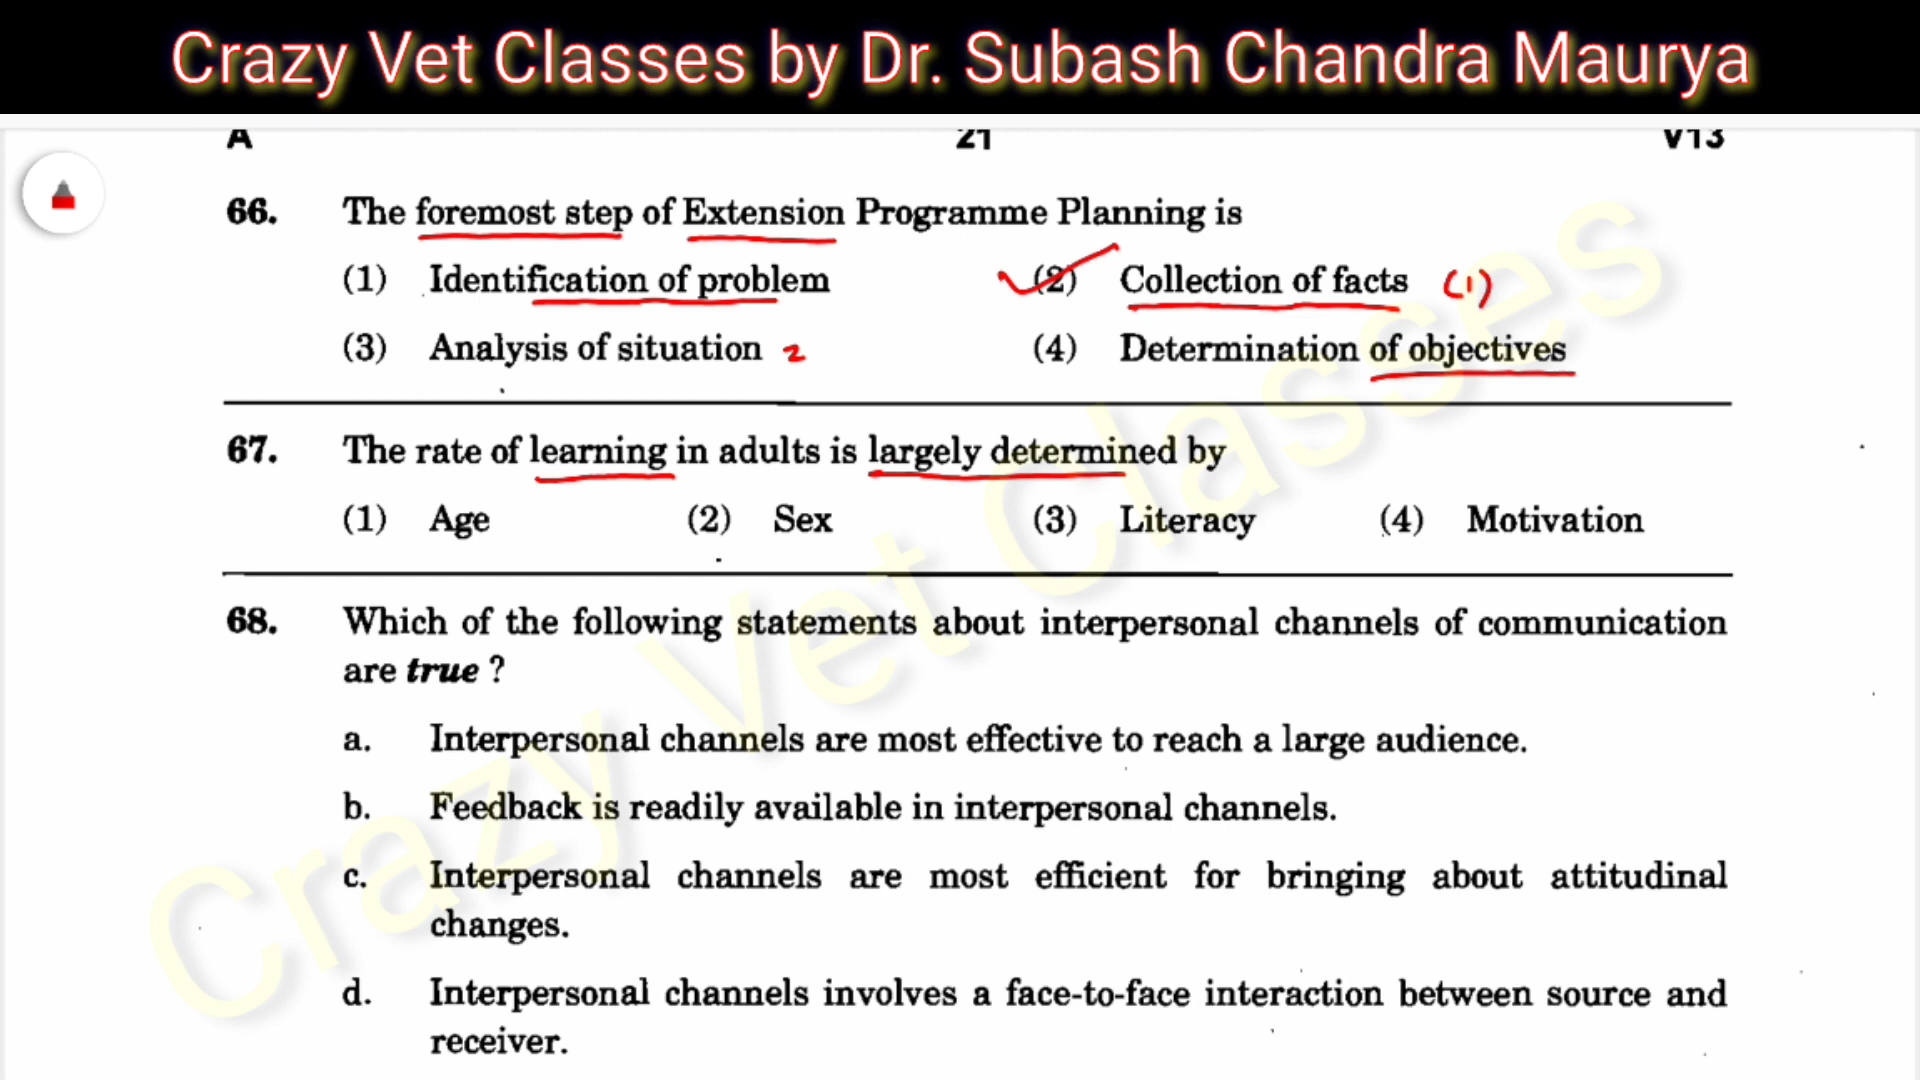 Crazy Vet Classes by Dr. Subash Chandra Maurya
A 21 V13
66. The foremost step of Extension Programme Planning is
(1) Identification of problem (2) Collection of facts (1)
(3) Analysis of situation 2 (4) Determination of objectives
67. The rate of learning in adults is largely determined by
(1) Age (2) Sex (3) Literacy (4) Motivation
68. Which of the following statements about interpersonal channels of communication
are true ?
a. Interpersonal channels are most effective to reach a large audience.
b. Feedback is readily available in interpersonal channels.
c. Interpersonal channels are most efficient for bringing about attitudinal
changes.
d. Interpersonal channels involves a face-to-face interaction between source and
receiver.
Crazy Vet Classes